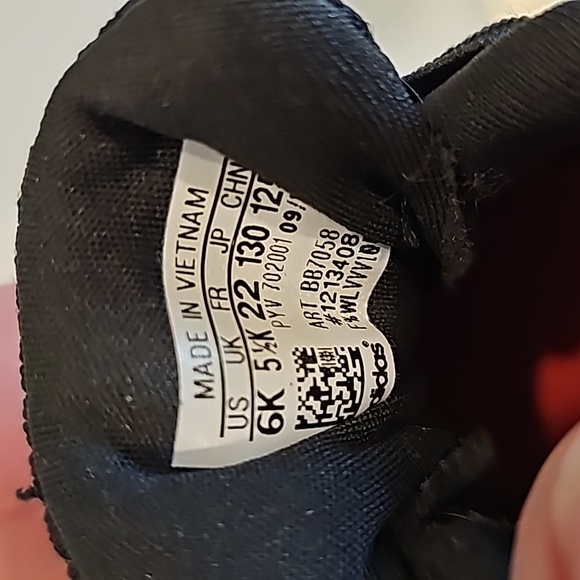 MADE IN VIETNAM
US UK FR JP CHN
6K 5½K 22 130
PYV 702001 09/
ART BB7058
#1213408
adidas